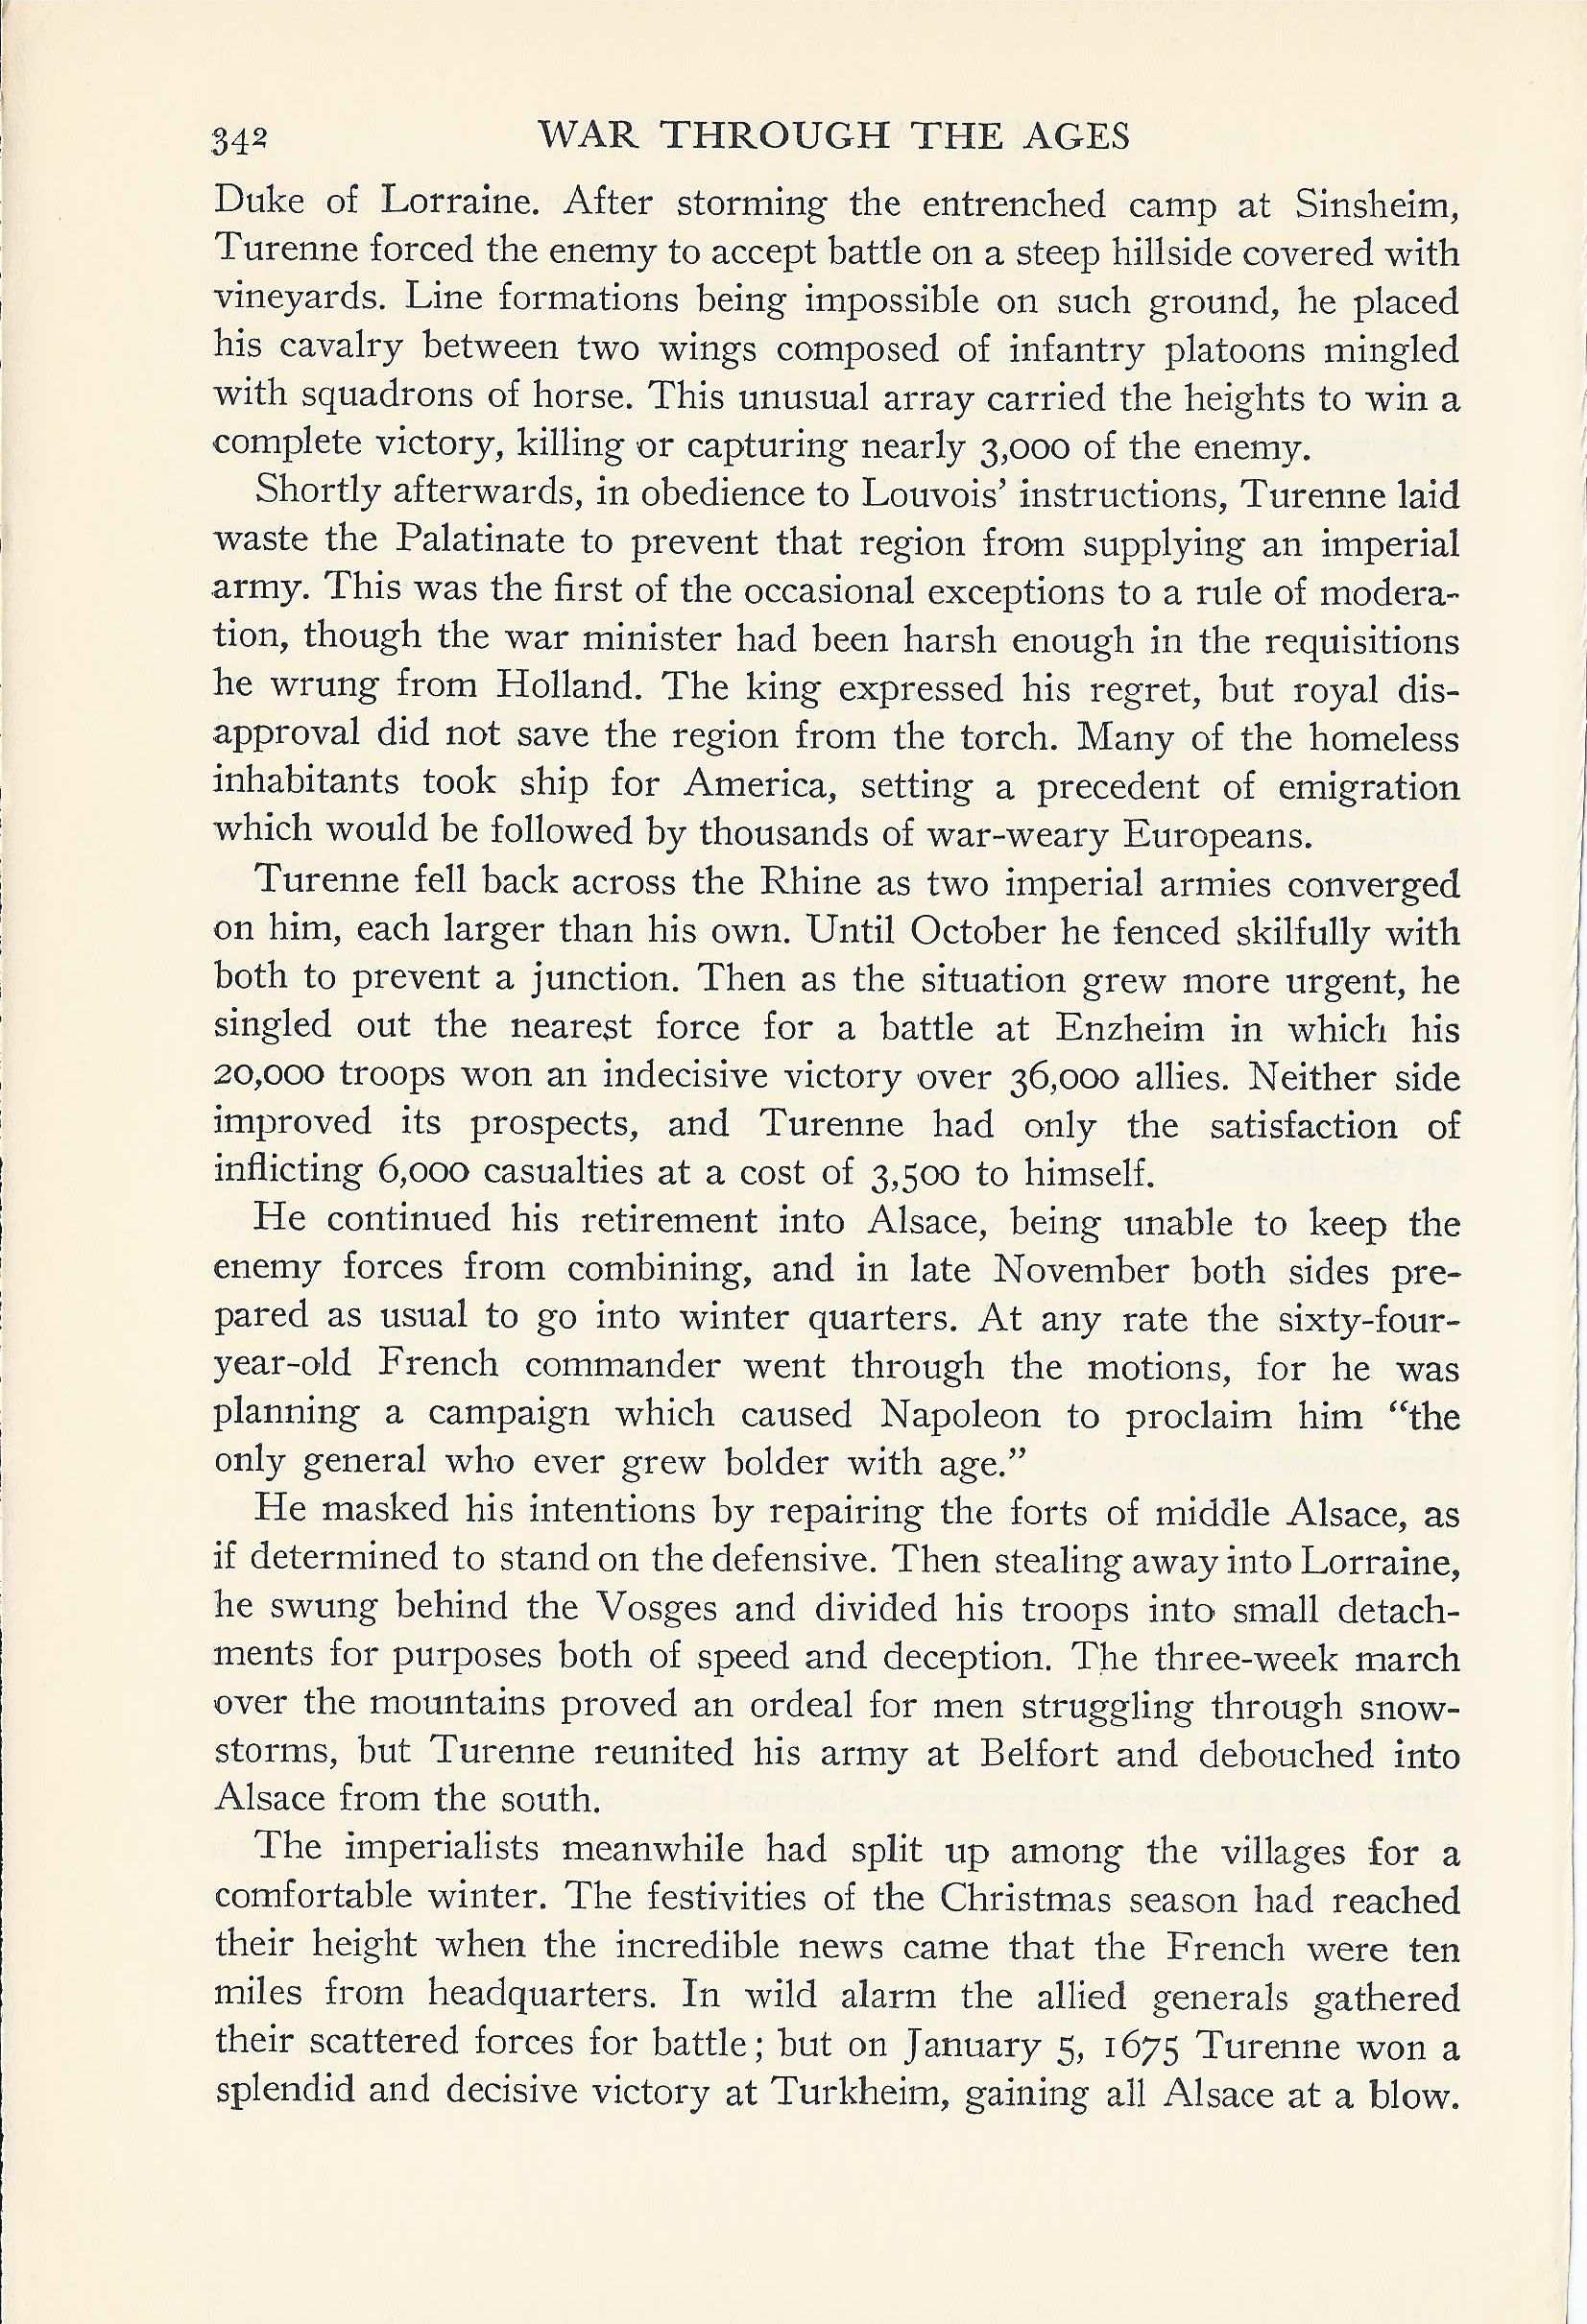 342 WAR THROUGH THE AGES
Duke of Lorraine. After storming the entrenched camp at Sinsheim,
Turenne forced the enemy to accept battle on a steep hillside covered with
vineyards. Line formations being impossible on such ground, he placed
his cavalry between two wings composed of infantry platoons mingled
with squadrons of horse. This unusual array carried the heights to win a
complete victory, killing or capturing nearly 3,000 of the enemy.
Shortly afterwards, in obedience to Louvois’ instructions, Turenne laid
waste the Palatinate to prevent that region from supplying an imperial
army. This was the first of the occasional exceptions to a rule of modera-
tion, though the war minister had been harsh enough in the requisitions
he wrung from Holland. The king expressed his regret, but royal dis-
approval did not save the region from the torch. Many of the homeless
inhabitants took ship for America, setting a precedent of emigration
which would be followed by thousands of war-weary Europeans.
Turenne fell back across the Rhine as two imperial armies converged
on him, each larger than his own. Until October he fenced skilfully with
both to prevent a junction. Then as the situation grew more urgent, he
singled out the nearest force for a battle at Enzheim in which his
20,000 troops won an indecisive victory over 36,000 allies. Neither side
improved its prospects, and Turenne had only the satisfaction of
inflicting 6,000 casualties at a cost of 3,500 to himself.
He continued his retirement into Alsace, being unable to keep the
enemy forces from combining, and in late November both sides pre-
pared as usual to go into winter quarters. At any rate the sixty-four-
year-old French commander went through the motions, for he was
planning a campaign which caused Napoleon to proclaim him “the
only general who ever grew bolder with age.”
He masked his intentions by repairing the forts of middle Alsace, as
if determined to stand on the defensive. Then stealing away into Lorraine,
he swung behind the Vosges and divided his troops into small detach-
ments for purposes both of speed and deception. The three-week march
over the mountains proved an ordeal for men struggling through snow-
storms, but Turenne reunited his army at Belfort and debouched into
Alsace from the south.
The imperialists meanwhile had split up among the villages for a
comfortable winter. The festivities of the Christmas season had reached
their height when the incredible news came that the French were ten
miles from headquarters. In wild alarm the allied generals gathered
their scattered forces for battle; but on January 5, 1675 Turenne won a
splendid and decisive victory at Turkheim, gaining all Alsace at a blow.